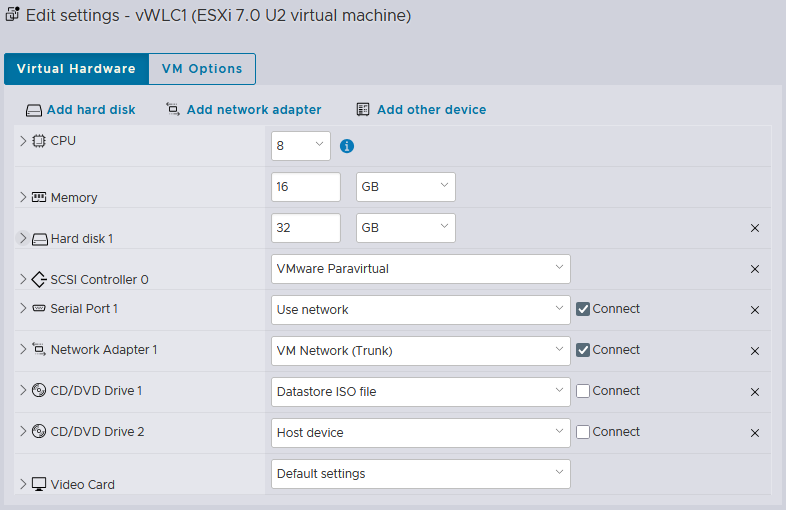 Edit settings - vWLC1 (ESXi 7.0 U2 virtual machine)
Virtual Hardware VM Options
Add hard disk Add network adapter Add other device
CPU 8
Memory 16 GB
Hard disk 1 32 GB
SCSI Controller 0 VMware Paravirtual
Serial Port 1 Use network Connect
Network Adapter 1 VM Network (Trunk) Connect
CD/DVD Drive 1 Datastore ISO file Connect
CD/DVD Drive 2 Host device Connect
Video Card Default settings